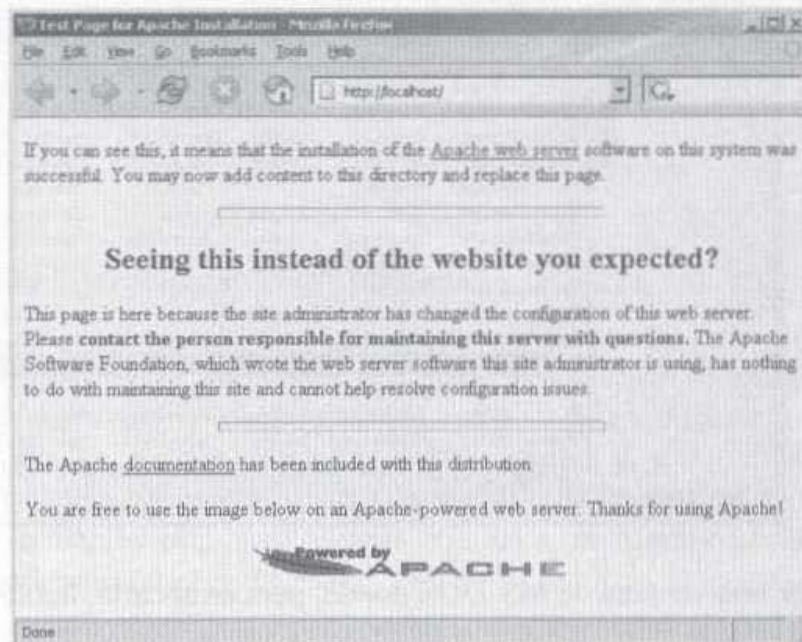 Test Page for Apache Installation - Mozilla Firefox
File Edit View Go Bookmarks Tools Help
http://localhost/
If you can see this, it means that the installation of the Apache web server software on this system was
successful. You may now add content to this directory and replace this page.
Seeing this instead of the website you expected?
This page is here because the site administrator has changed the configuration of this web server.
Please contact the person responsible for maintaining this server with questions. The Apache
Software Foundation, which wrote the web server software this site administrator is using, has nothing
to do with maintaining this site and cannot help resolve configuration issues.
The Apache documentation has been included with this distribution.
You are free to use the image below on an Apache-powered web server. Thanks for using Apache!
Powered by
APACHE
Done